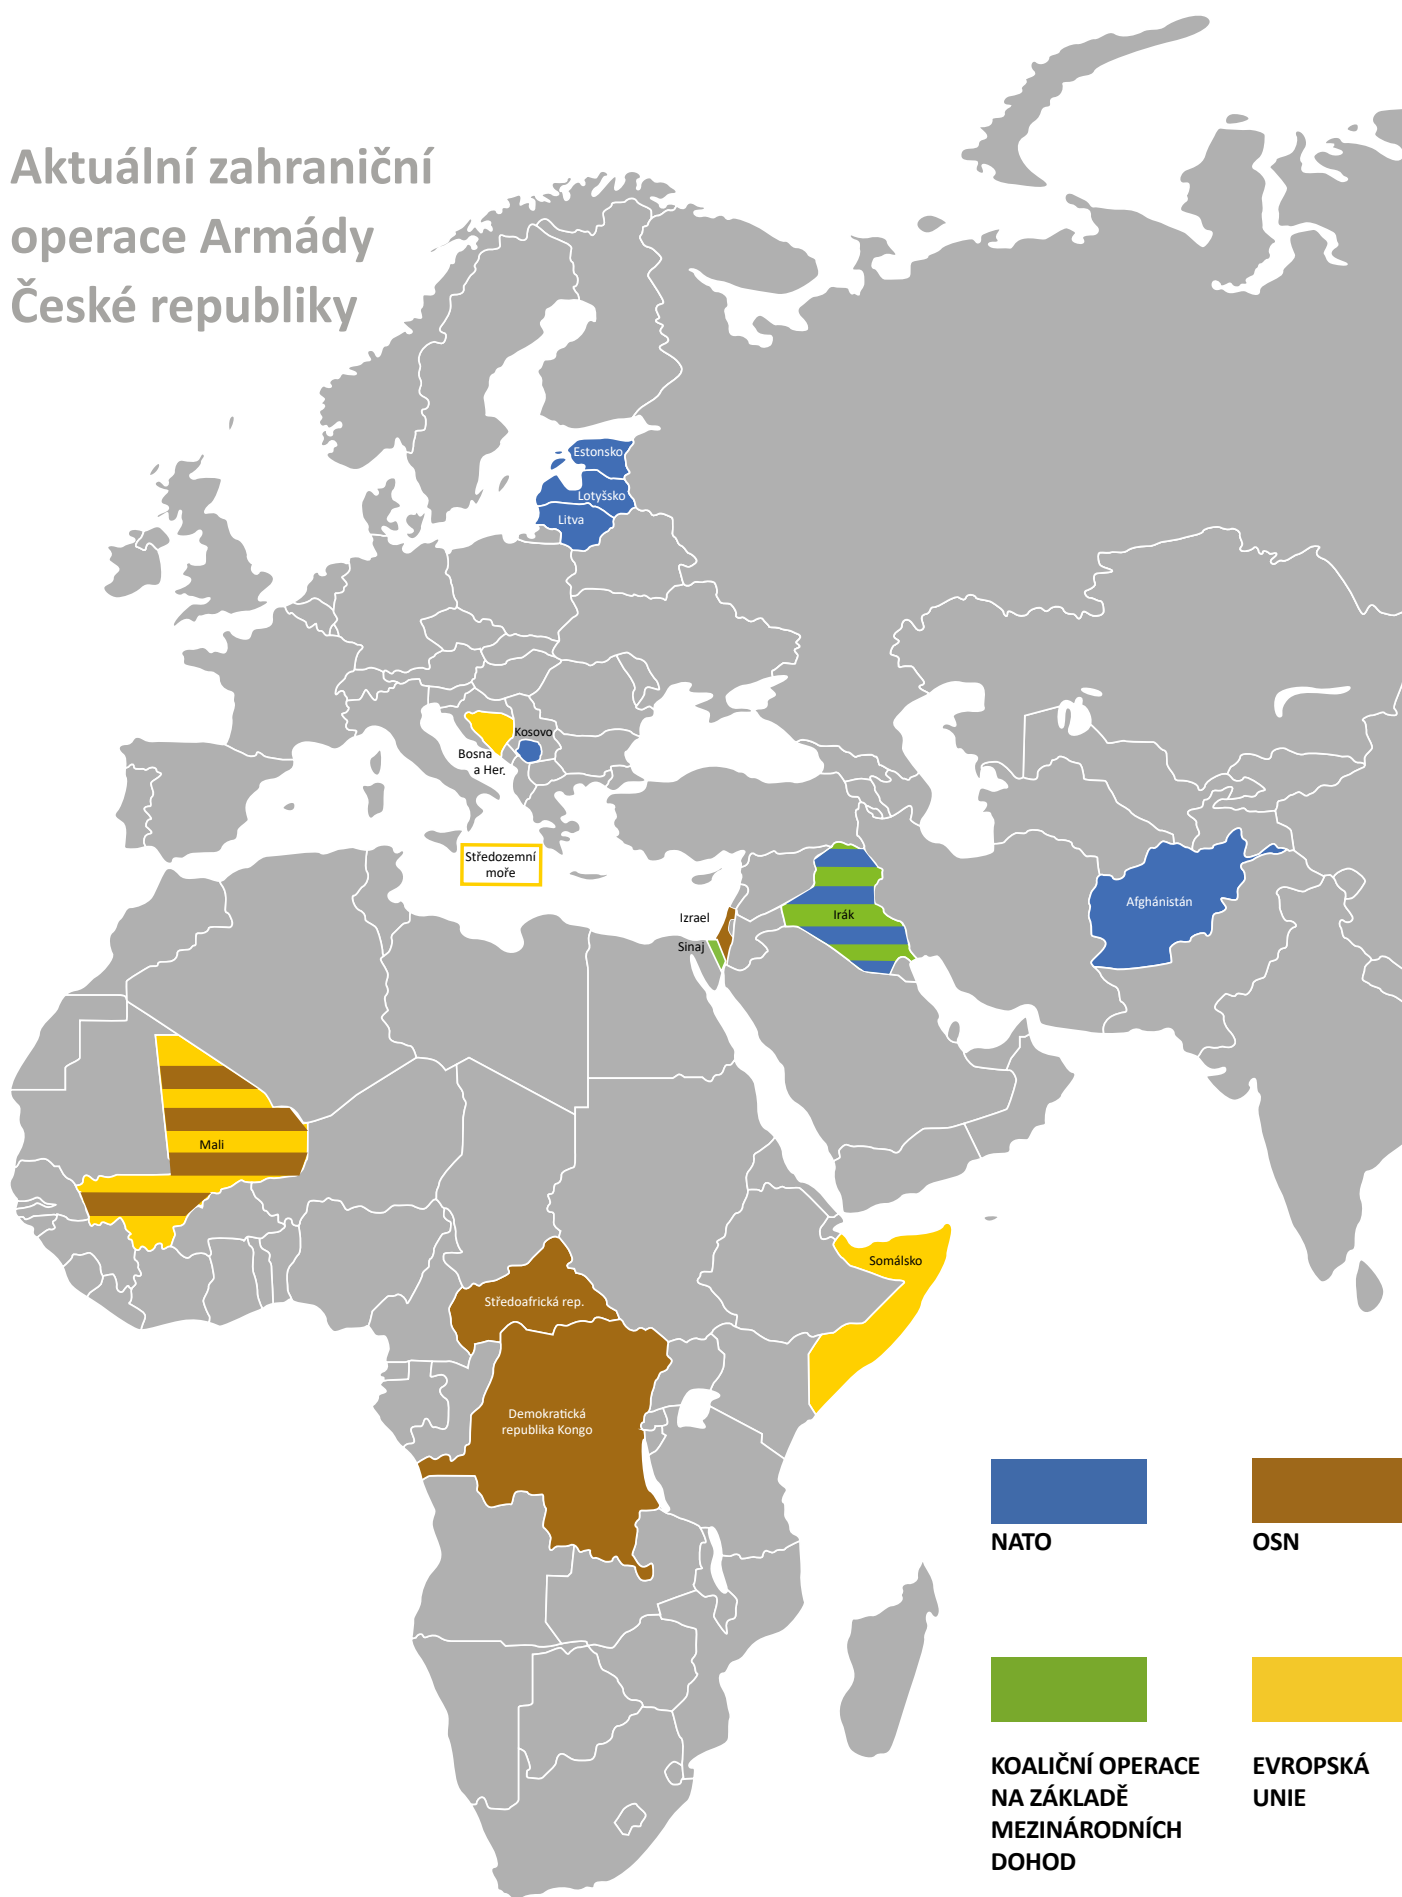 Aktuální zahraniční
operace Armády
České republiky
Estonsko
Lotyšsko
Litva
Kosovo
Bosna
a Her.
Středozemní
moře
Izrael
Sinaj
Irák
Afghánistán
Mali
Somálsko
Středoafrická rep.
Demokratická
republika Kongo
NATO
OSN
KOALIČNÍ OPERACE
NA ZÁKLADĚ
MEZINÁRODNÍCH
DOHOD
EVROPSKÁ
UNIE